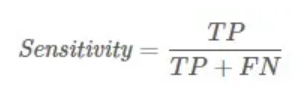 Sensitivity = TP / TP + FN